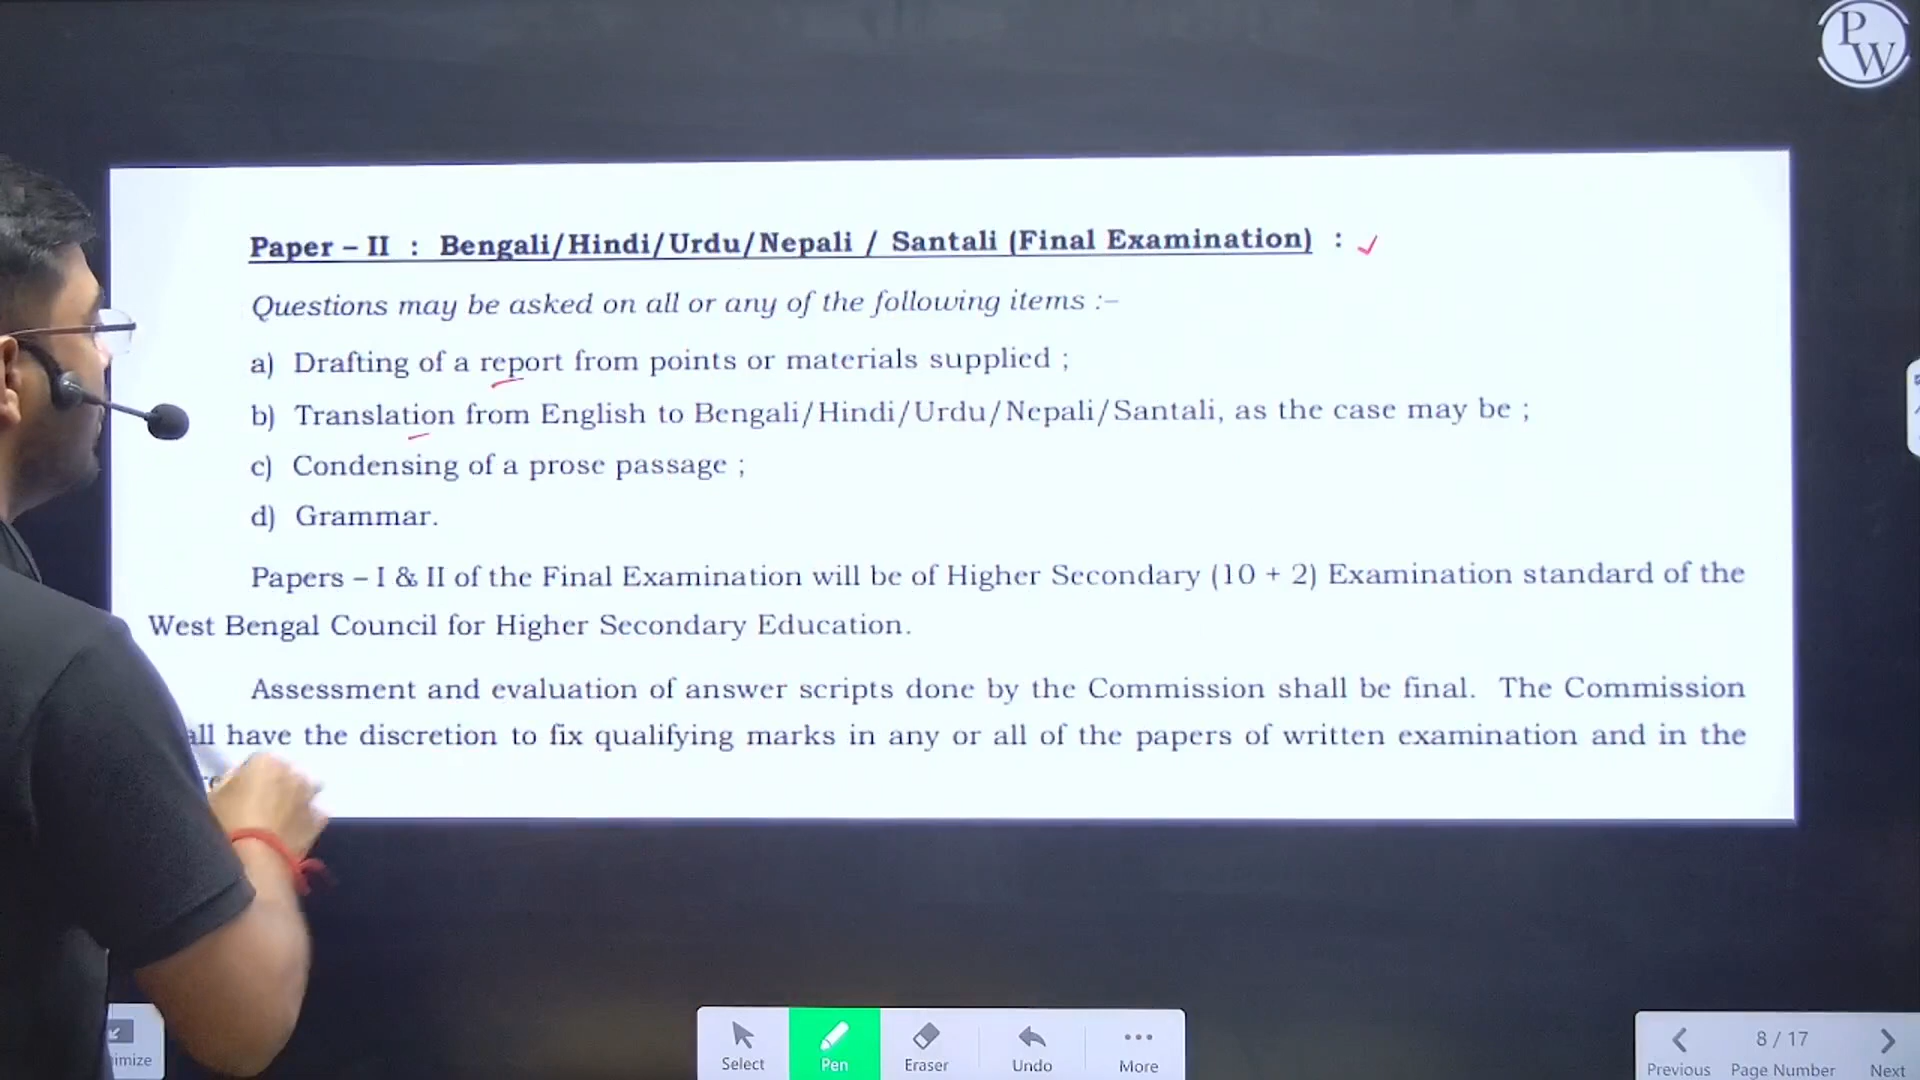 PW
Paper – II : Bengali/Hindi/Urdu/Nepali / Santali (Final Examination) :
Questions may be asked on all or any of the following items :–
a) Drafting of a report from points or materials supplied ;
b) Translation from English to Bengali/Hindi/Urdu/Nepali/Santali, as the case may be ;
c) Condensing of a prose passage ;
d) Grammar.
Papers – I & II of the Final Examination will be of Higher Secondary (10 + 2) Examination standard of the
West Bengal Council for Higher Secondary Education.
Assessment and evaluation of answer scripts done by the Commission shall be final. The Commission
have the discretion to fix qualifying marks in any or all of the papers of written examination and in the
Select Pen Eraser Undo More
8 / 17
Previous Page Number Next